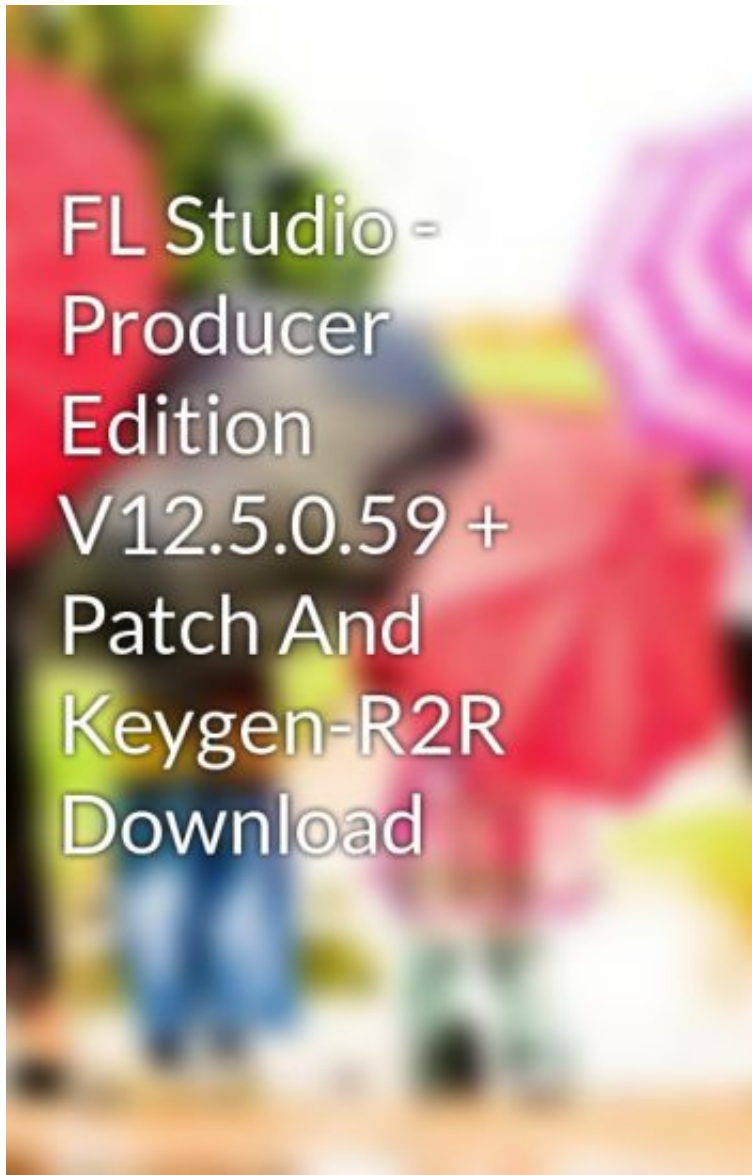 FL Studio -
Producer
Edition
V12.5.0.59 +
Patch And
Keygen-R2R
Download